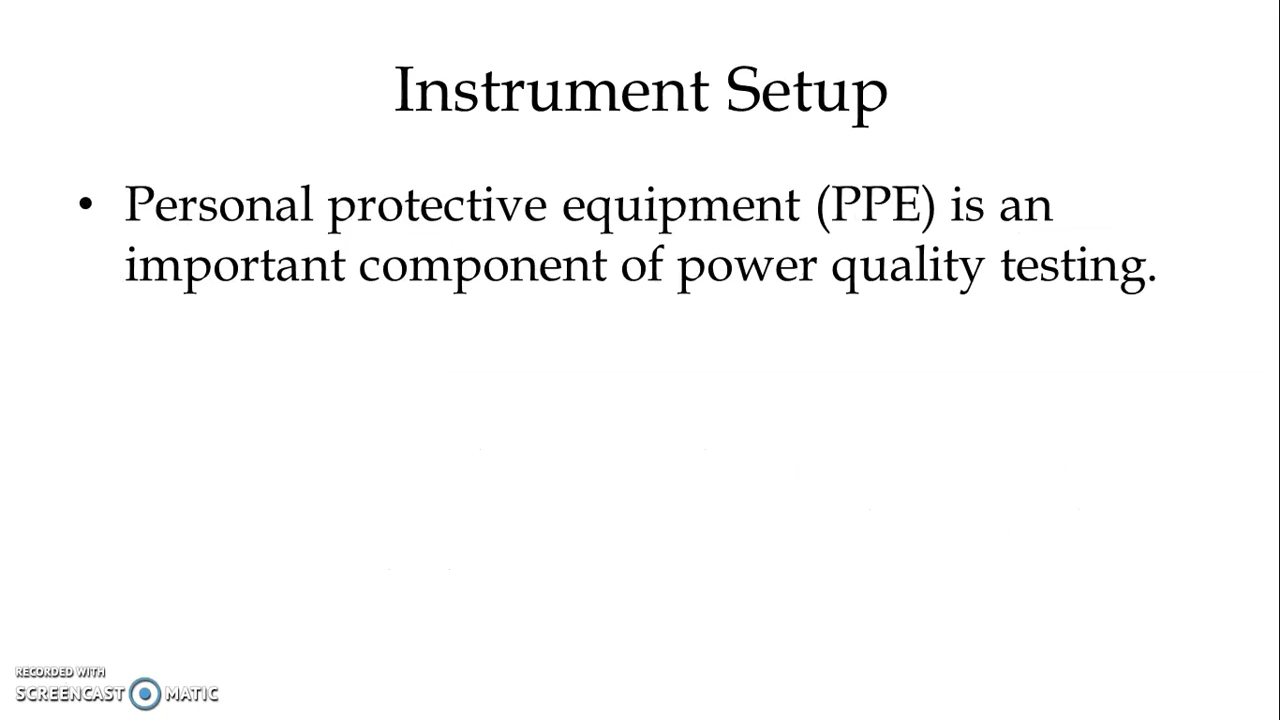 Instrument Setup
• Personal protective equipment (PPE) is an
important component of power quality testing.
RECORDED WITH
SCREENCAST MATIC